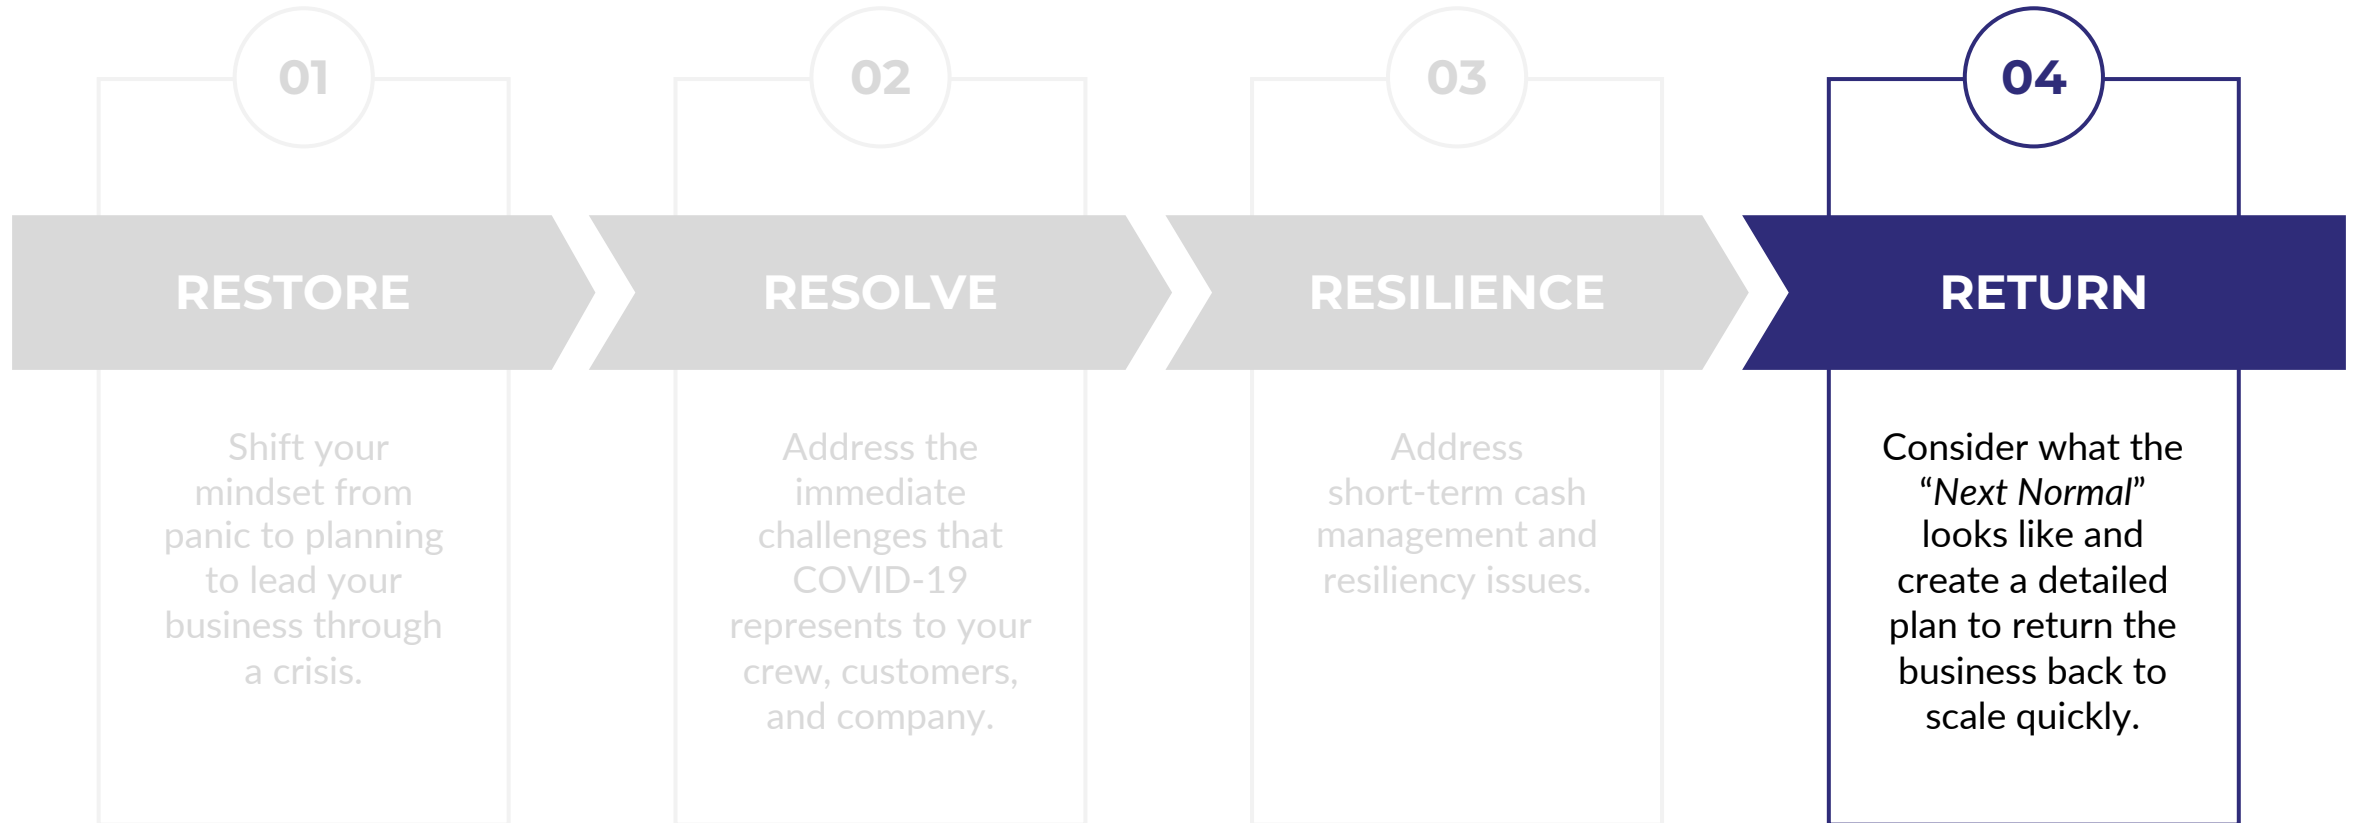 01
RESTORE
Shift your
mindset from
panic to planning
to lead your
business through
a crisis.
02
RESOLVE
Address the
immediate
challenges that
COVID-19
represents to your
crew, customers,
and company.
03
RESILIENCE
Address
short-term cash
management and
resiliency issues.
04
RETURN
Consider what the
“Next Normal”
looks like and
create a detailed
plan to return the
business back to
scale quickly.